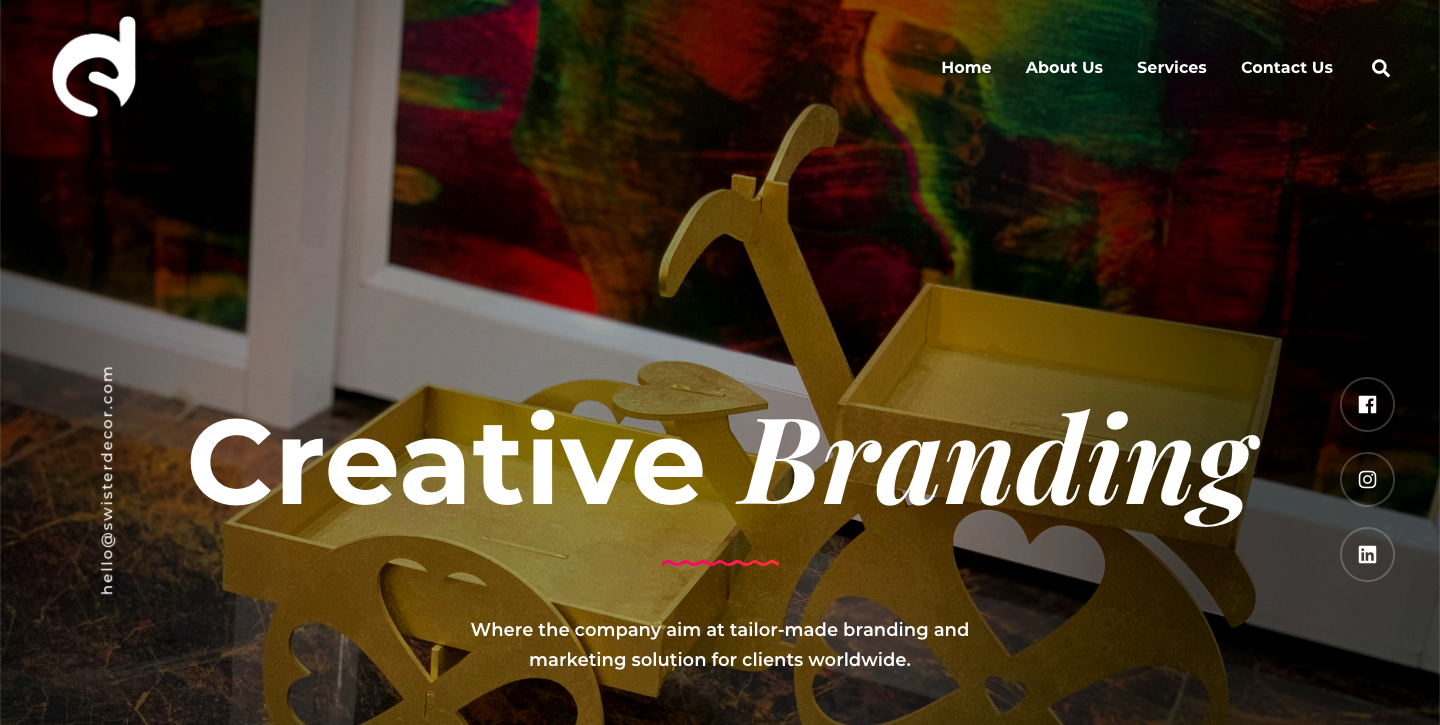 Home About Us Services Contact Us
hello@swisterdecor.com
Creative Branding
Where the company aim at tailor-made branding and
marketing solution for clients worldwide.